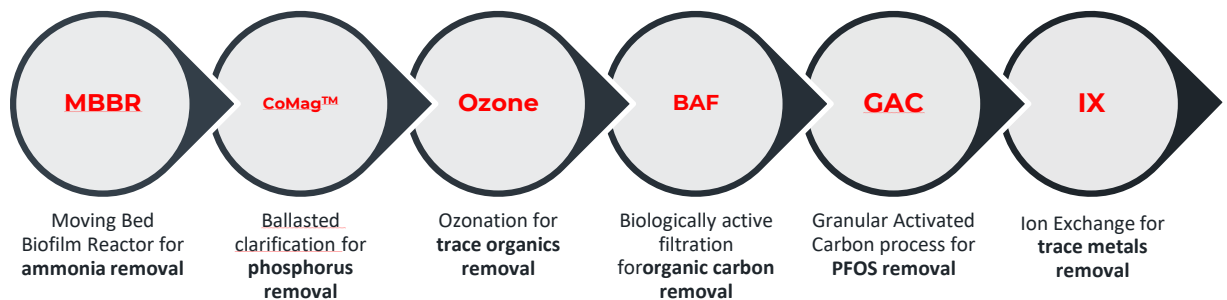 MBBR
CoMag™
Ozone
BAF
GAC
IX
Moving Bed
Biofilm Reactor for
ammonia removal
Ballasted
clarification for
phosphorus
removal
Ozonation for
trace organics
removal
Biologically active
filtration
fororganic carbon
removal
Granular Activated
Carbon process for
PFOS removal
Ion Exchange for
trace metals
removal